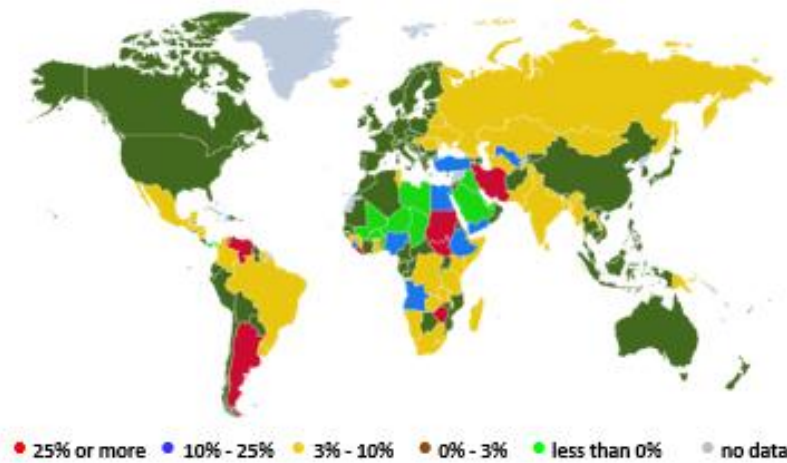 25% or more 10% - 25% 3% - 10% 0% - 3% less than 0% no data